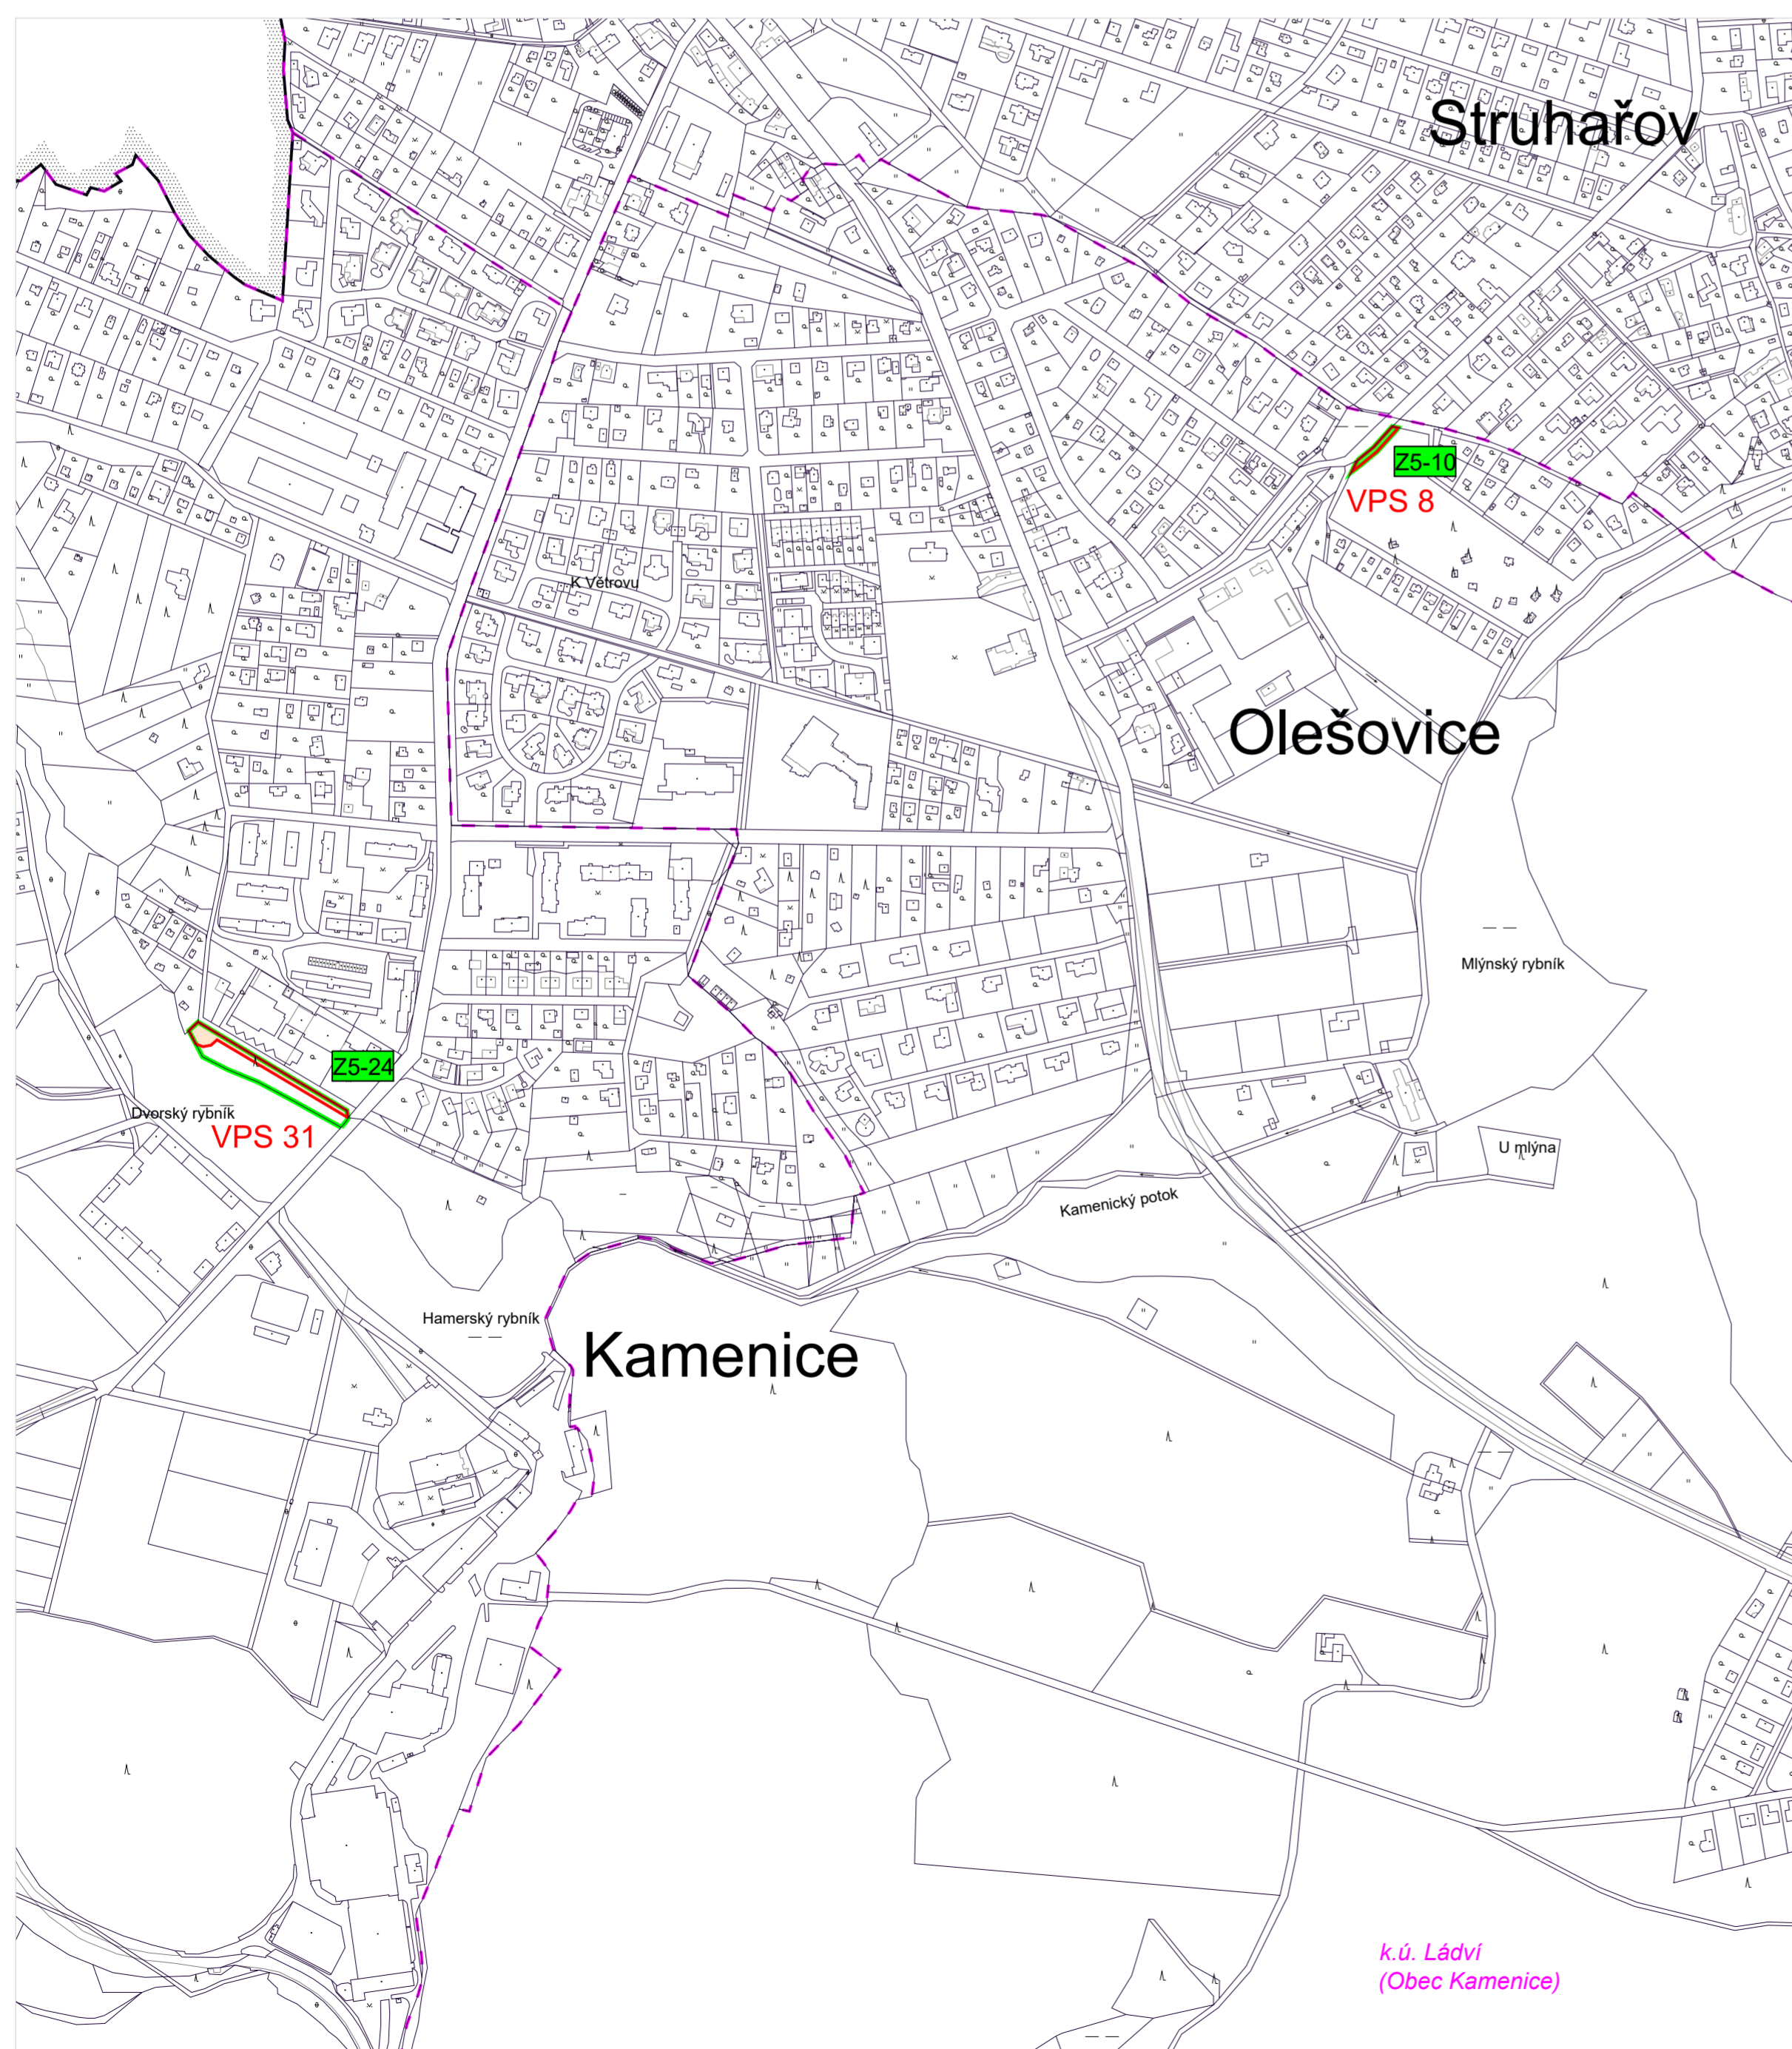 Struhařov
Z5-10
VPS 8
K Větrovu
Olešovice
Mlýnský rybník
Z5-24
Dvorský rybník
VPS 31
U mlýna
Kamenický potok
Hamerský rybník
Kamenice
k.ú. Ládví
(Obec Kamenice)